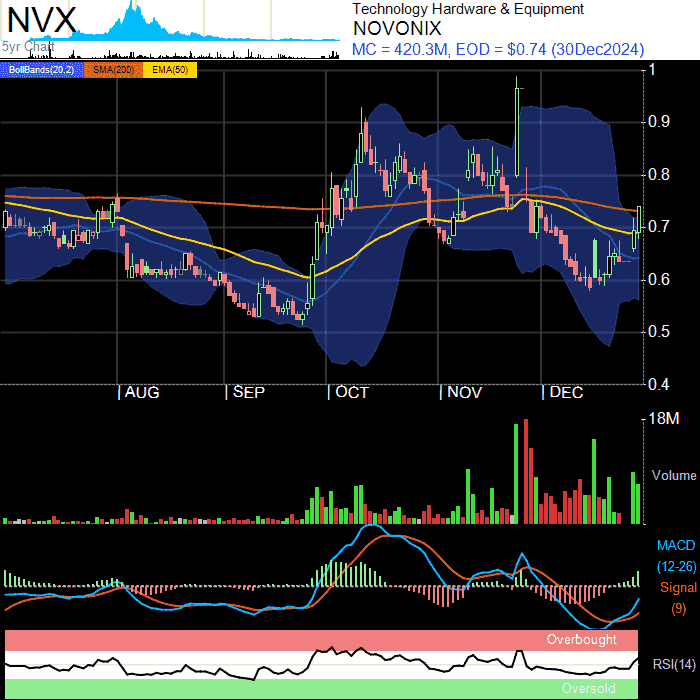 NVX
Technology Hardware & Equipment
NOVONIX
5yr Chart
MC = 420.3M, EOD = $0.74 (30Dec2024)
BollBands(20,2) SMA(200) EMA(50)
1
0.9
0.8
0.7
0.6
0.5
0.4
AUG SEP OCT NOV DEC
18M
Volume
MACD
(12-26)
Signal
(9)
Overbought
RSI(14)
Oversold